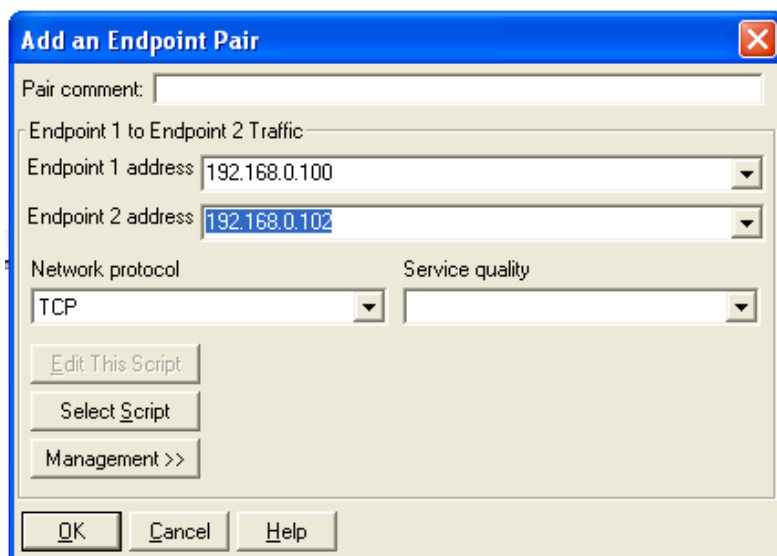 Add an Endpoint Pair
Pair comment:
Endpoint 1 to Endpoint 2 Traffic
Endpoint 1 address 192.168.0.100
Endpoint 2 address 192.168.0.102
Network protocol Service quality
TCP
Edit This Script
Select Script
Management >>
OK Cancel Help